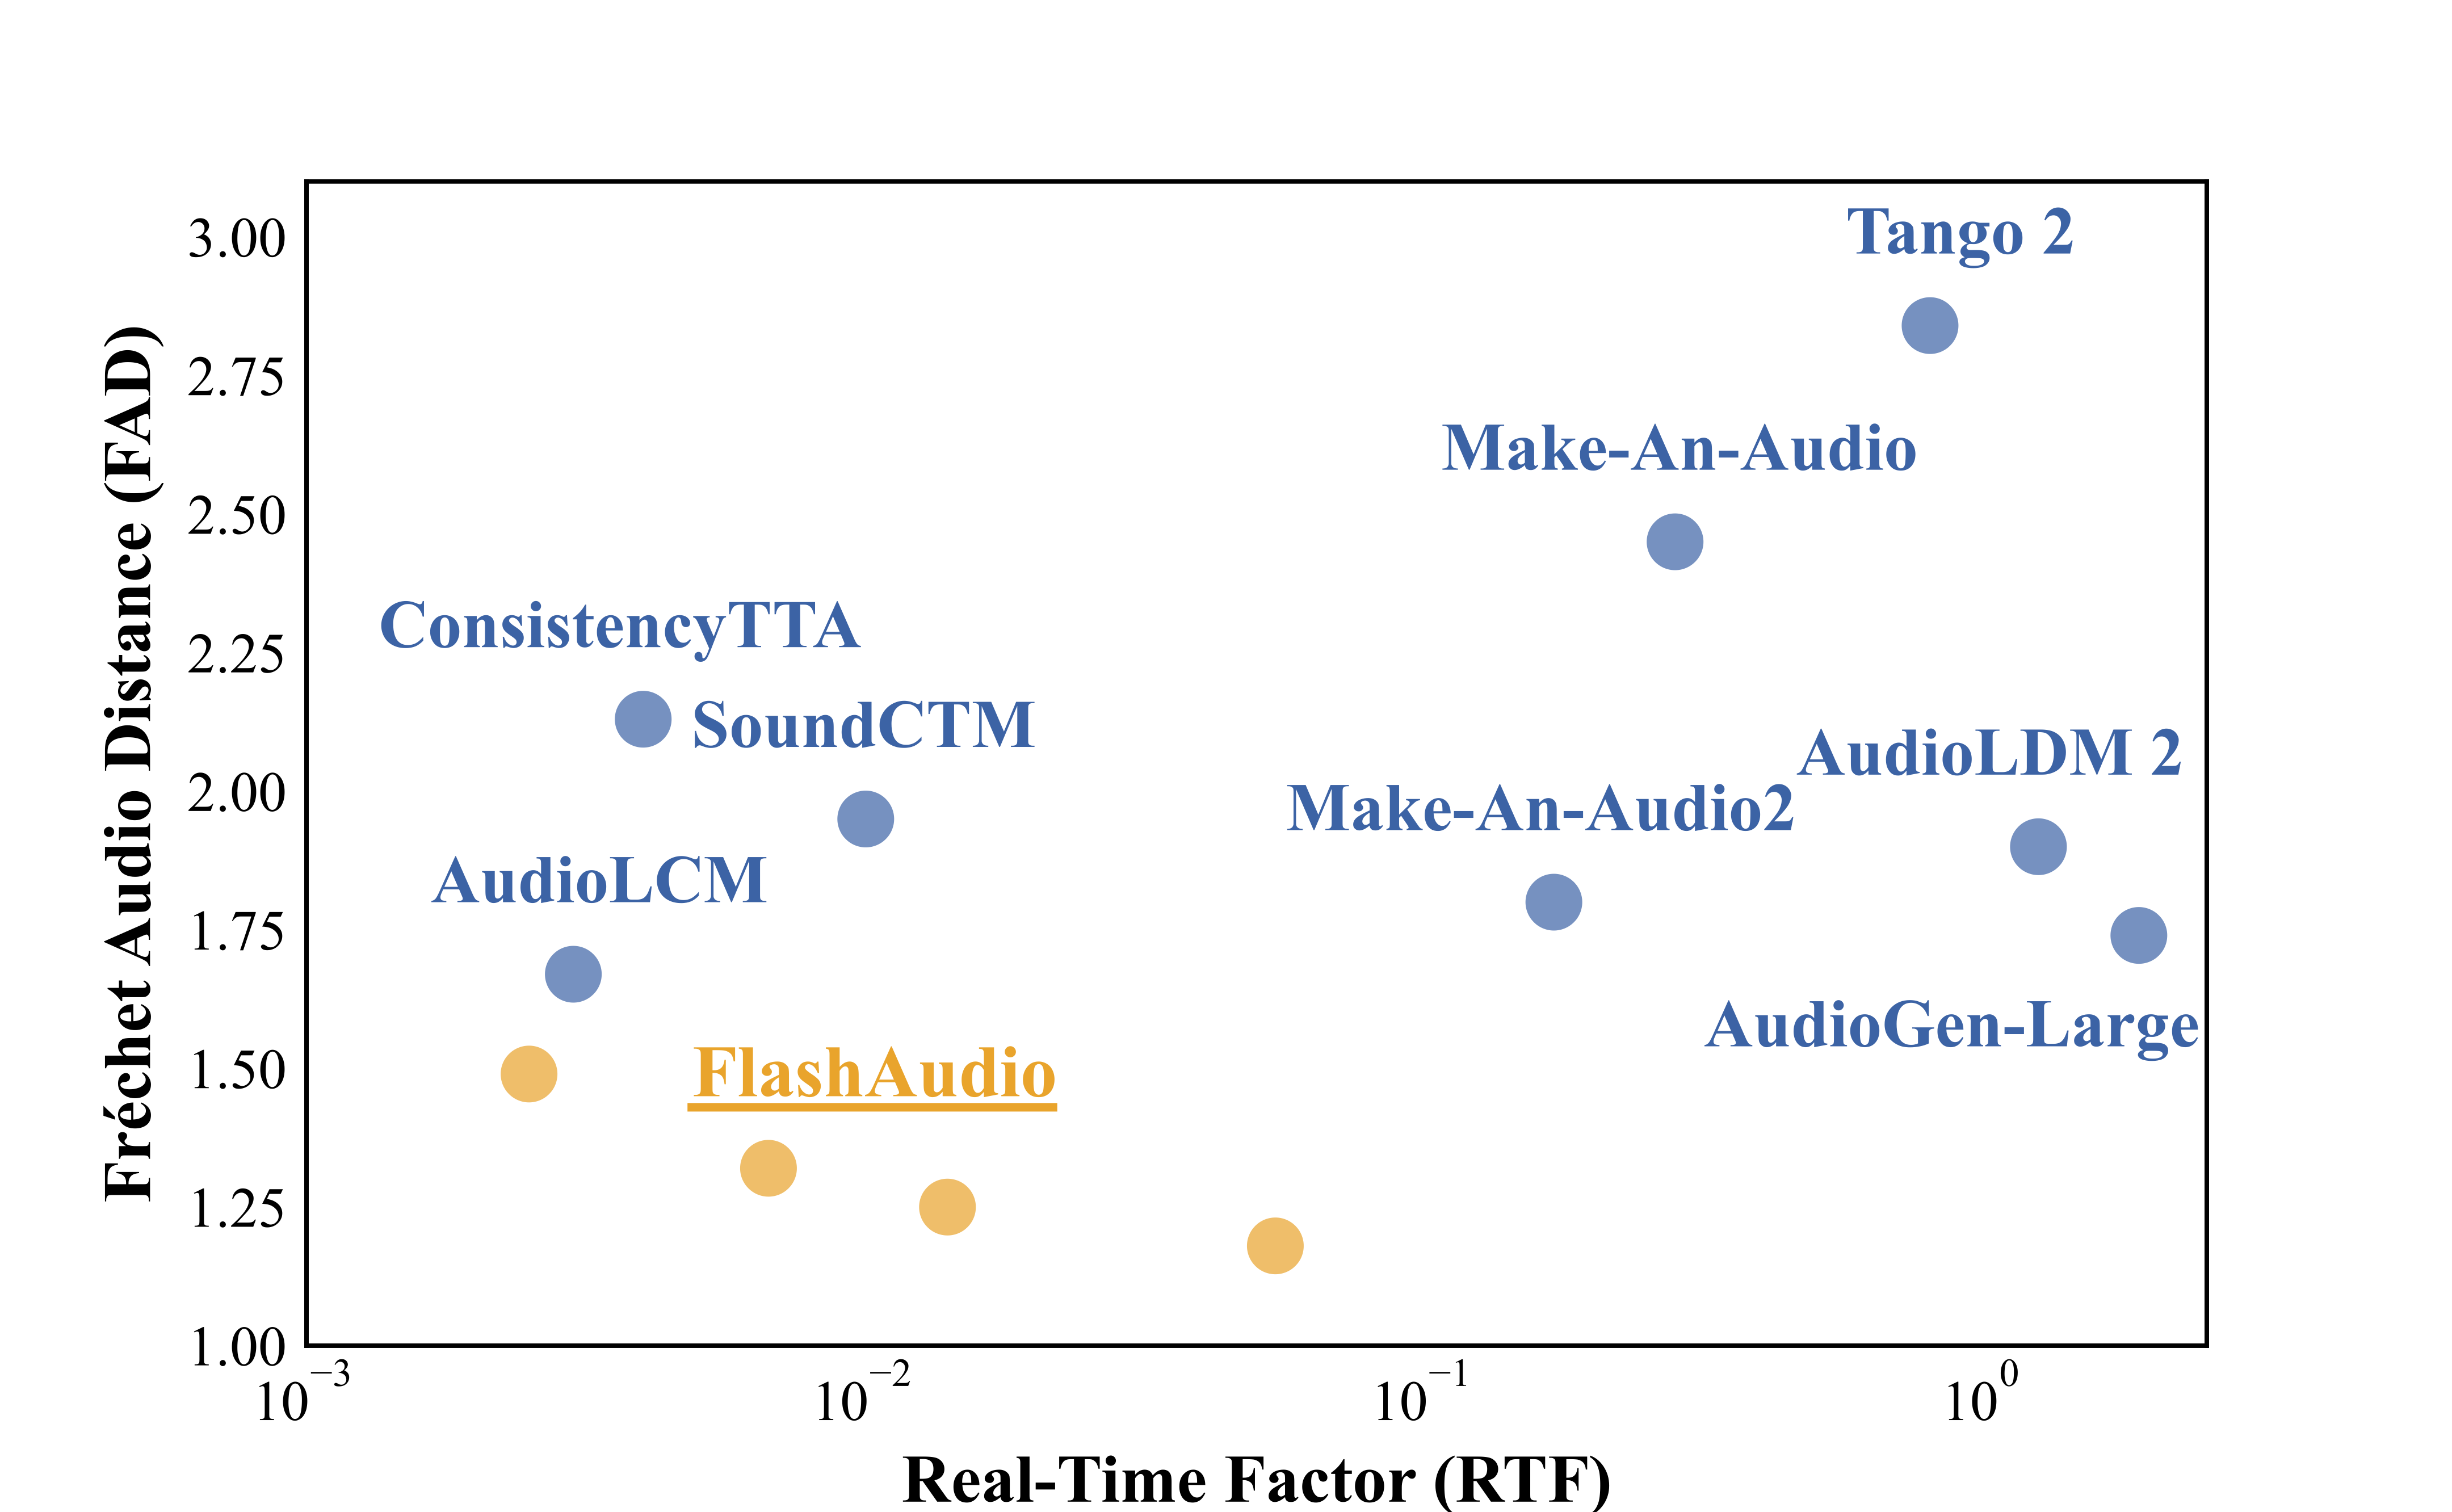 Fréchet Audio Distance (FAD)
3.00
2.75
2.50
2.25
2.00
1.75
1.50
1.25
1.00
Tango 2
Make-An-Audio
ConsistencyTTA
SoundCTM
AudioLDM 2
Make-An-Audio2
AudioLCM
AudioGen-Large
FlashAudio
10⁻³
10⁻²
10⁻¹
10⁰
Real-Time Factor (RTF)